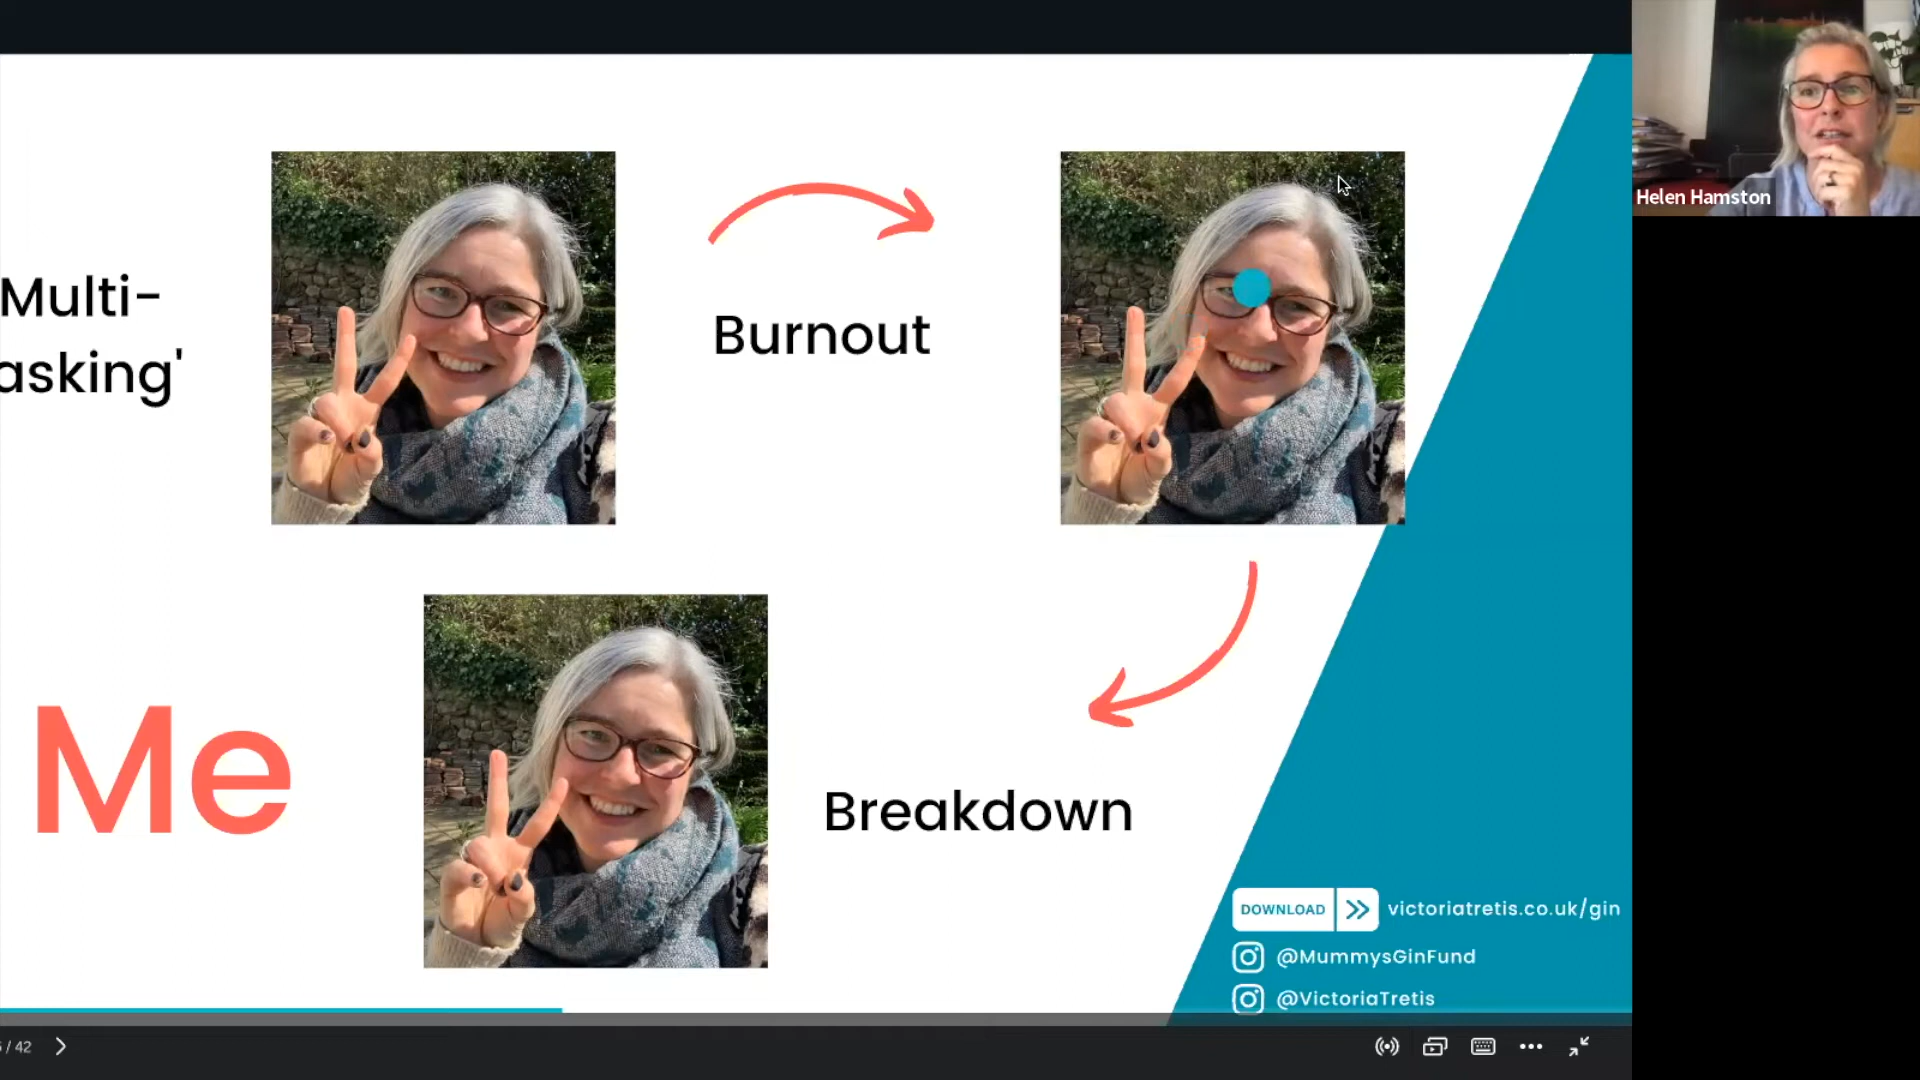 Multi-
asking'
Burnout
Me
Breakdown
DOWNLOAD
victoriatretis.co.uk/gin
@MummysGinFund
@VictoriaTretis
/ 42
Helen Hamston